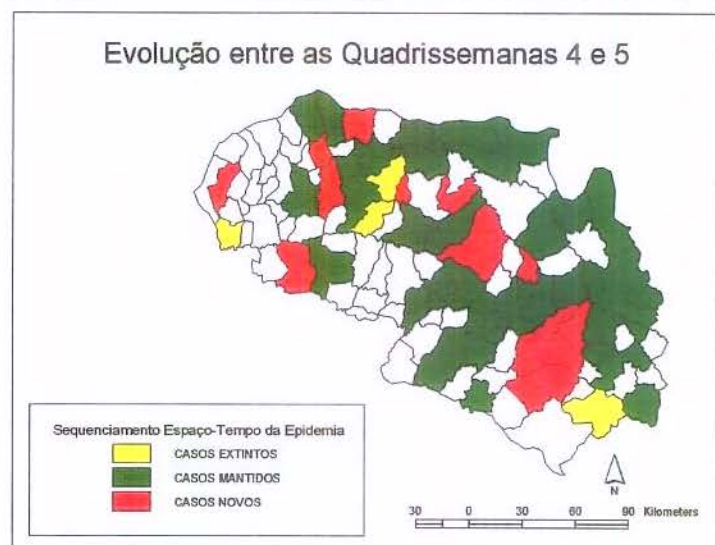 Evolução entre as Quadrissemanas 4 e 5
Sequenciamento Espaço-Tempo da Epidemia
CASOS EXTINTOS
CASOS MANTIDOS
CASOS NOVOS
N
30 0 30 60 90 Kilometers